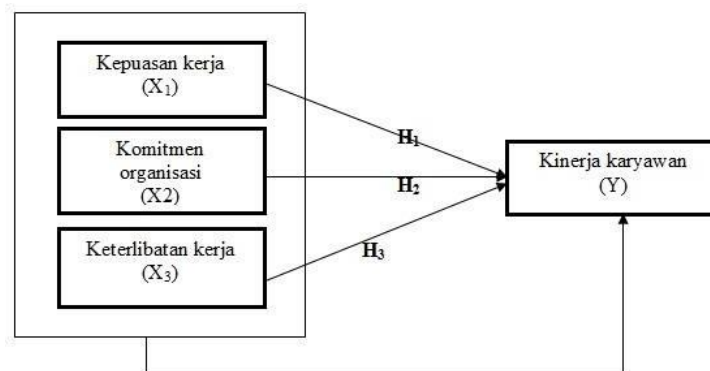 Kepuasan kerja
(X₁)
Komitmen
organisasi
(X2)
Keterlibatan kerja
(X₃)
H₁
H₂
H₃
Kinerja karyawan
(Y)